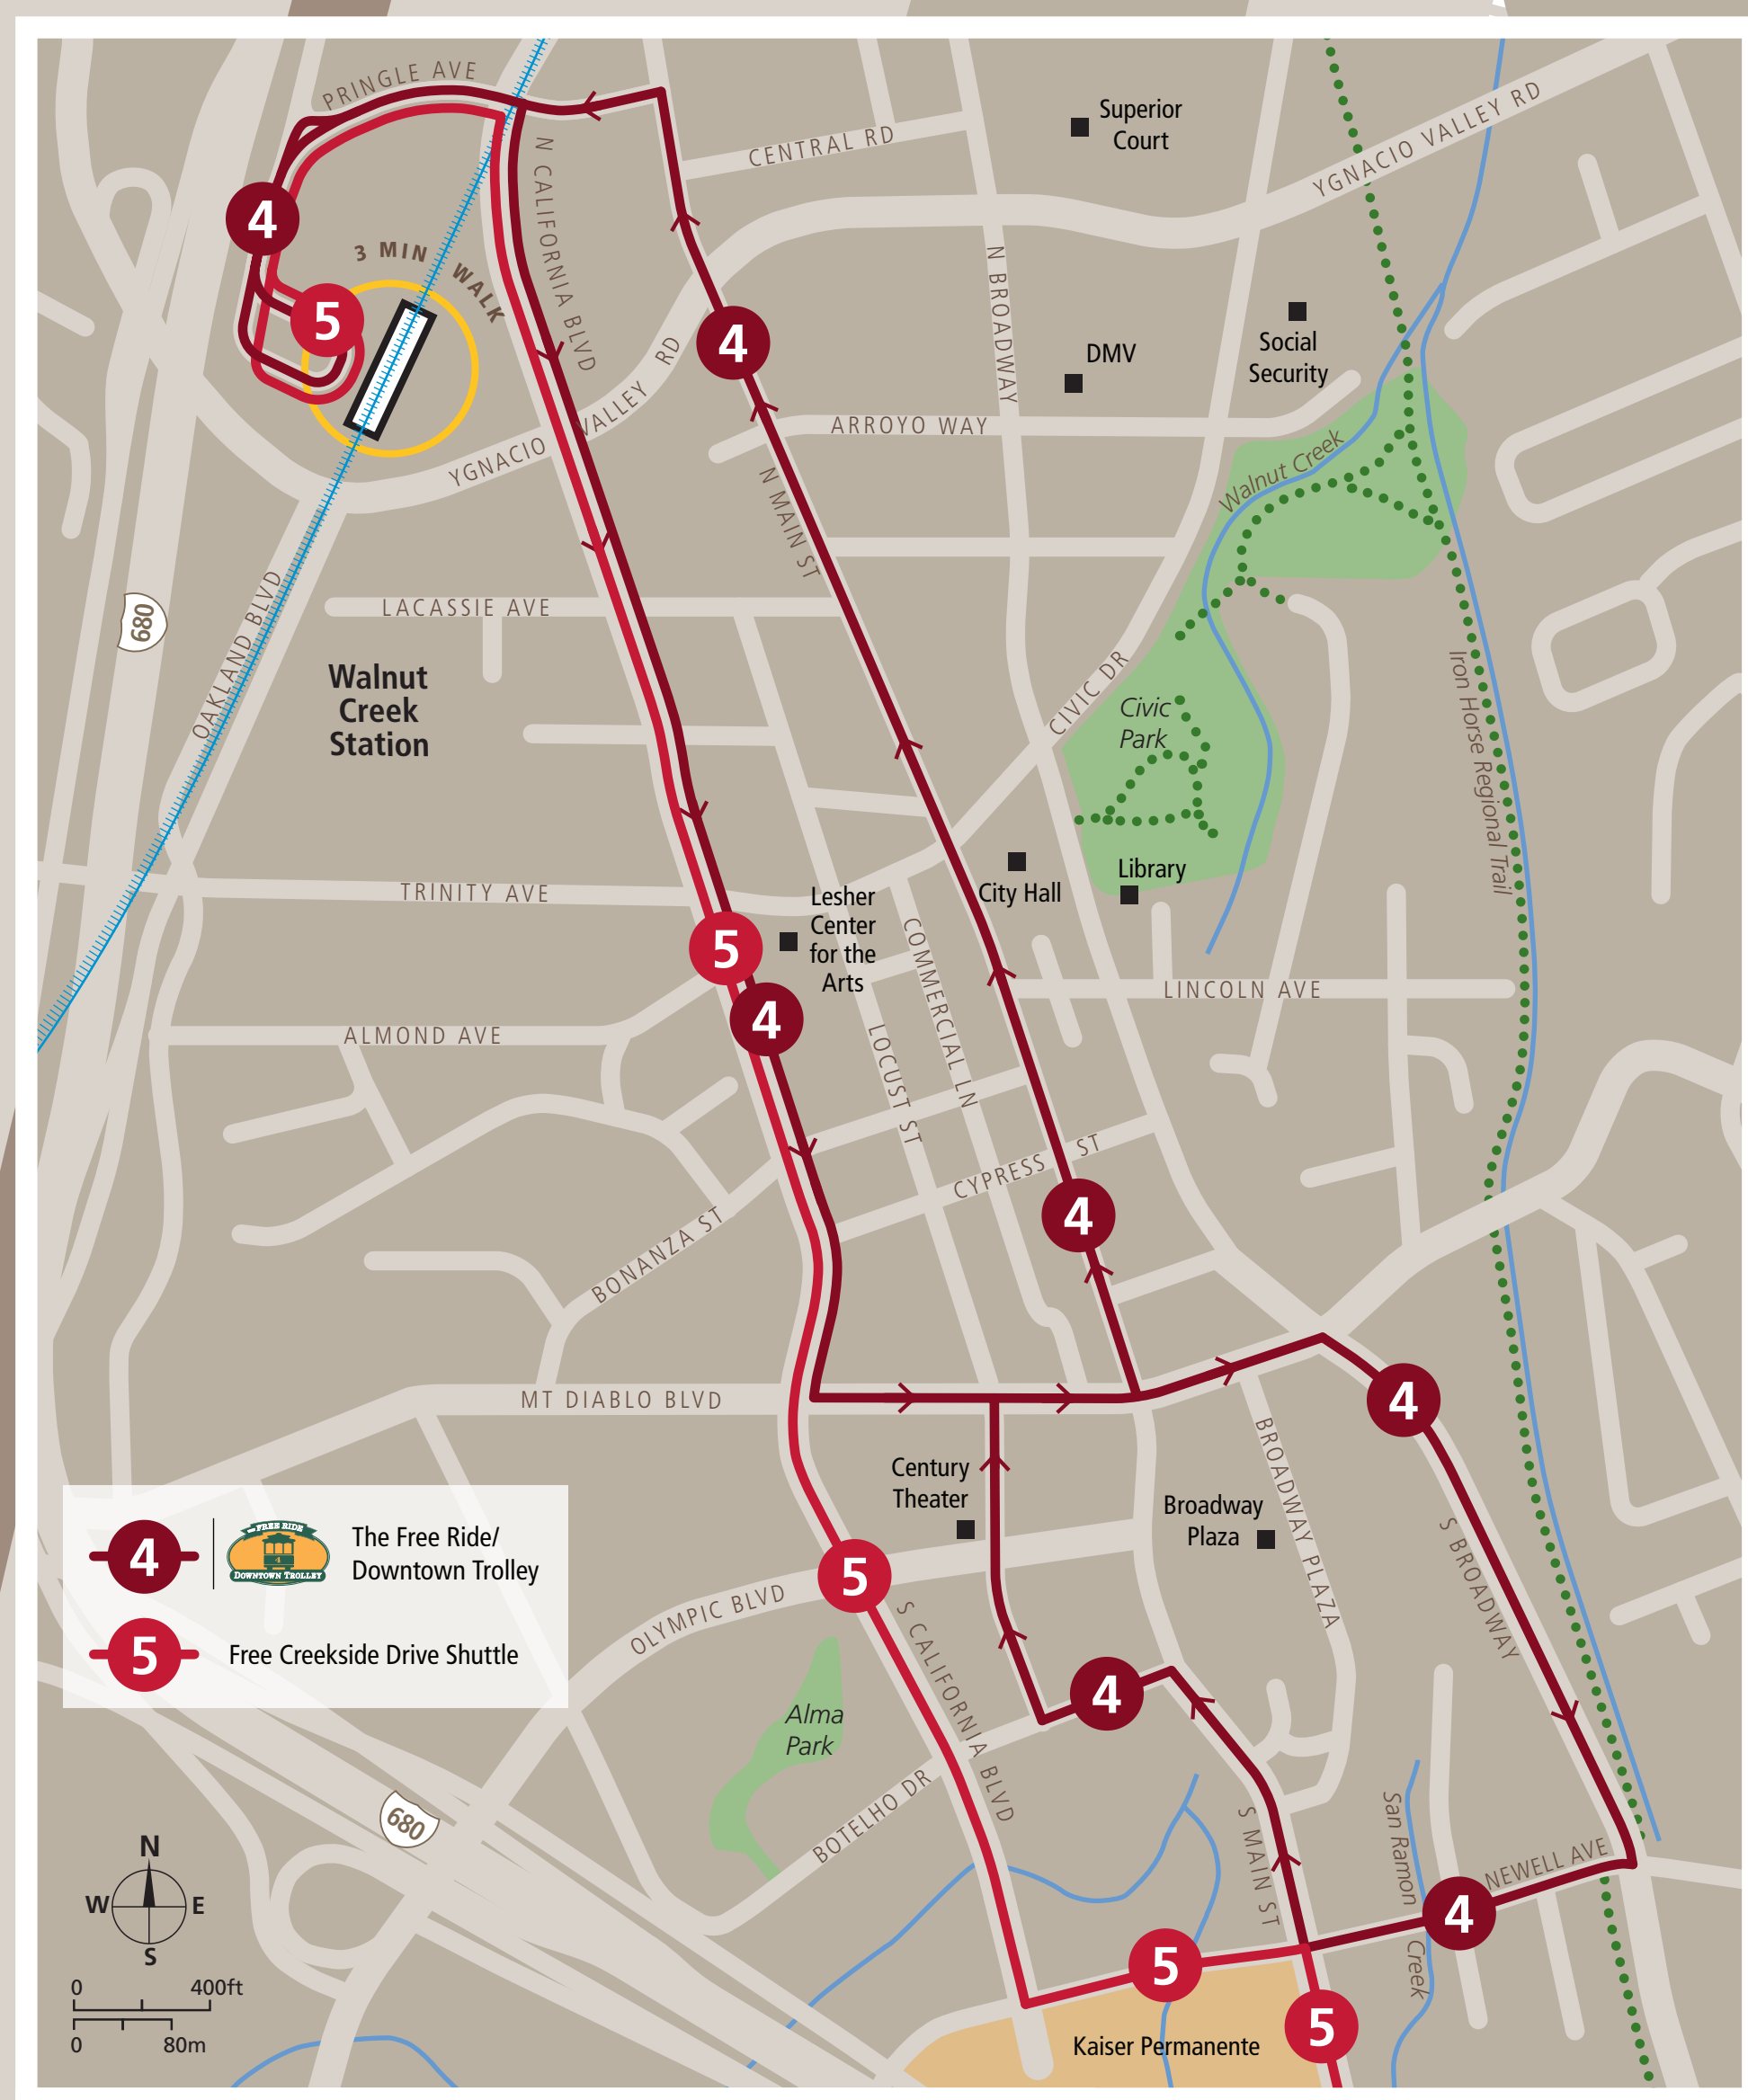 PRINGLE AVE
CENTRAL RD
Superior
Court
YGNACIO VALLEY RD
N CALIFORNIA BLVD
4
3 MIN WALK
5
N BROADWAY
4
Social
Security
DMV
YGNACIO VALLEY RD
ARROYO WAY
Walnut Creek
N MAIN ST
680
OAKLAND BLVD
LACASSIE AVE
Walnut
Creek
Station
CIVIC DR
Civic
Park
Iron Horse Regional Trail
Library
City Hall
TRINITY AVE
Lesher
Center
for the
Arts
5
4
COMMERCIAL LN
LINCOLN AVE
ALMOND AVE
LOCUST ST
CYPRESS ST
4
BONANZA ST
MT DIABLO BLVD
4
BROADWAY PLAZA
Century
Theater
Broadway
Plaza
S BROADWAY
5
OLYMPIC BLVD
S CALIFORNIA BLVD
4
Alma
Park
BOTELHO DR
S MAIN ST
San Ramon Creek
NEWELL AVE
4
5
5
Kaiser Permanente
4
FREE RIDE
4
DOWNTOWN TROLLEY
The Free Ride/
Downtown Trolley
5
Free Creekside Drive Shuttle
680
N
W E
S
0 400ft
0 80m